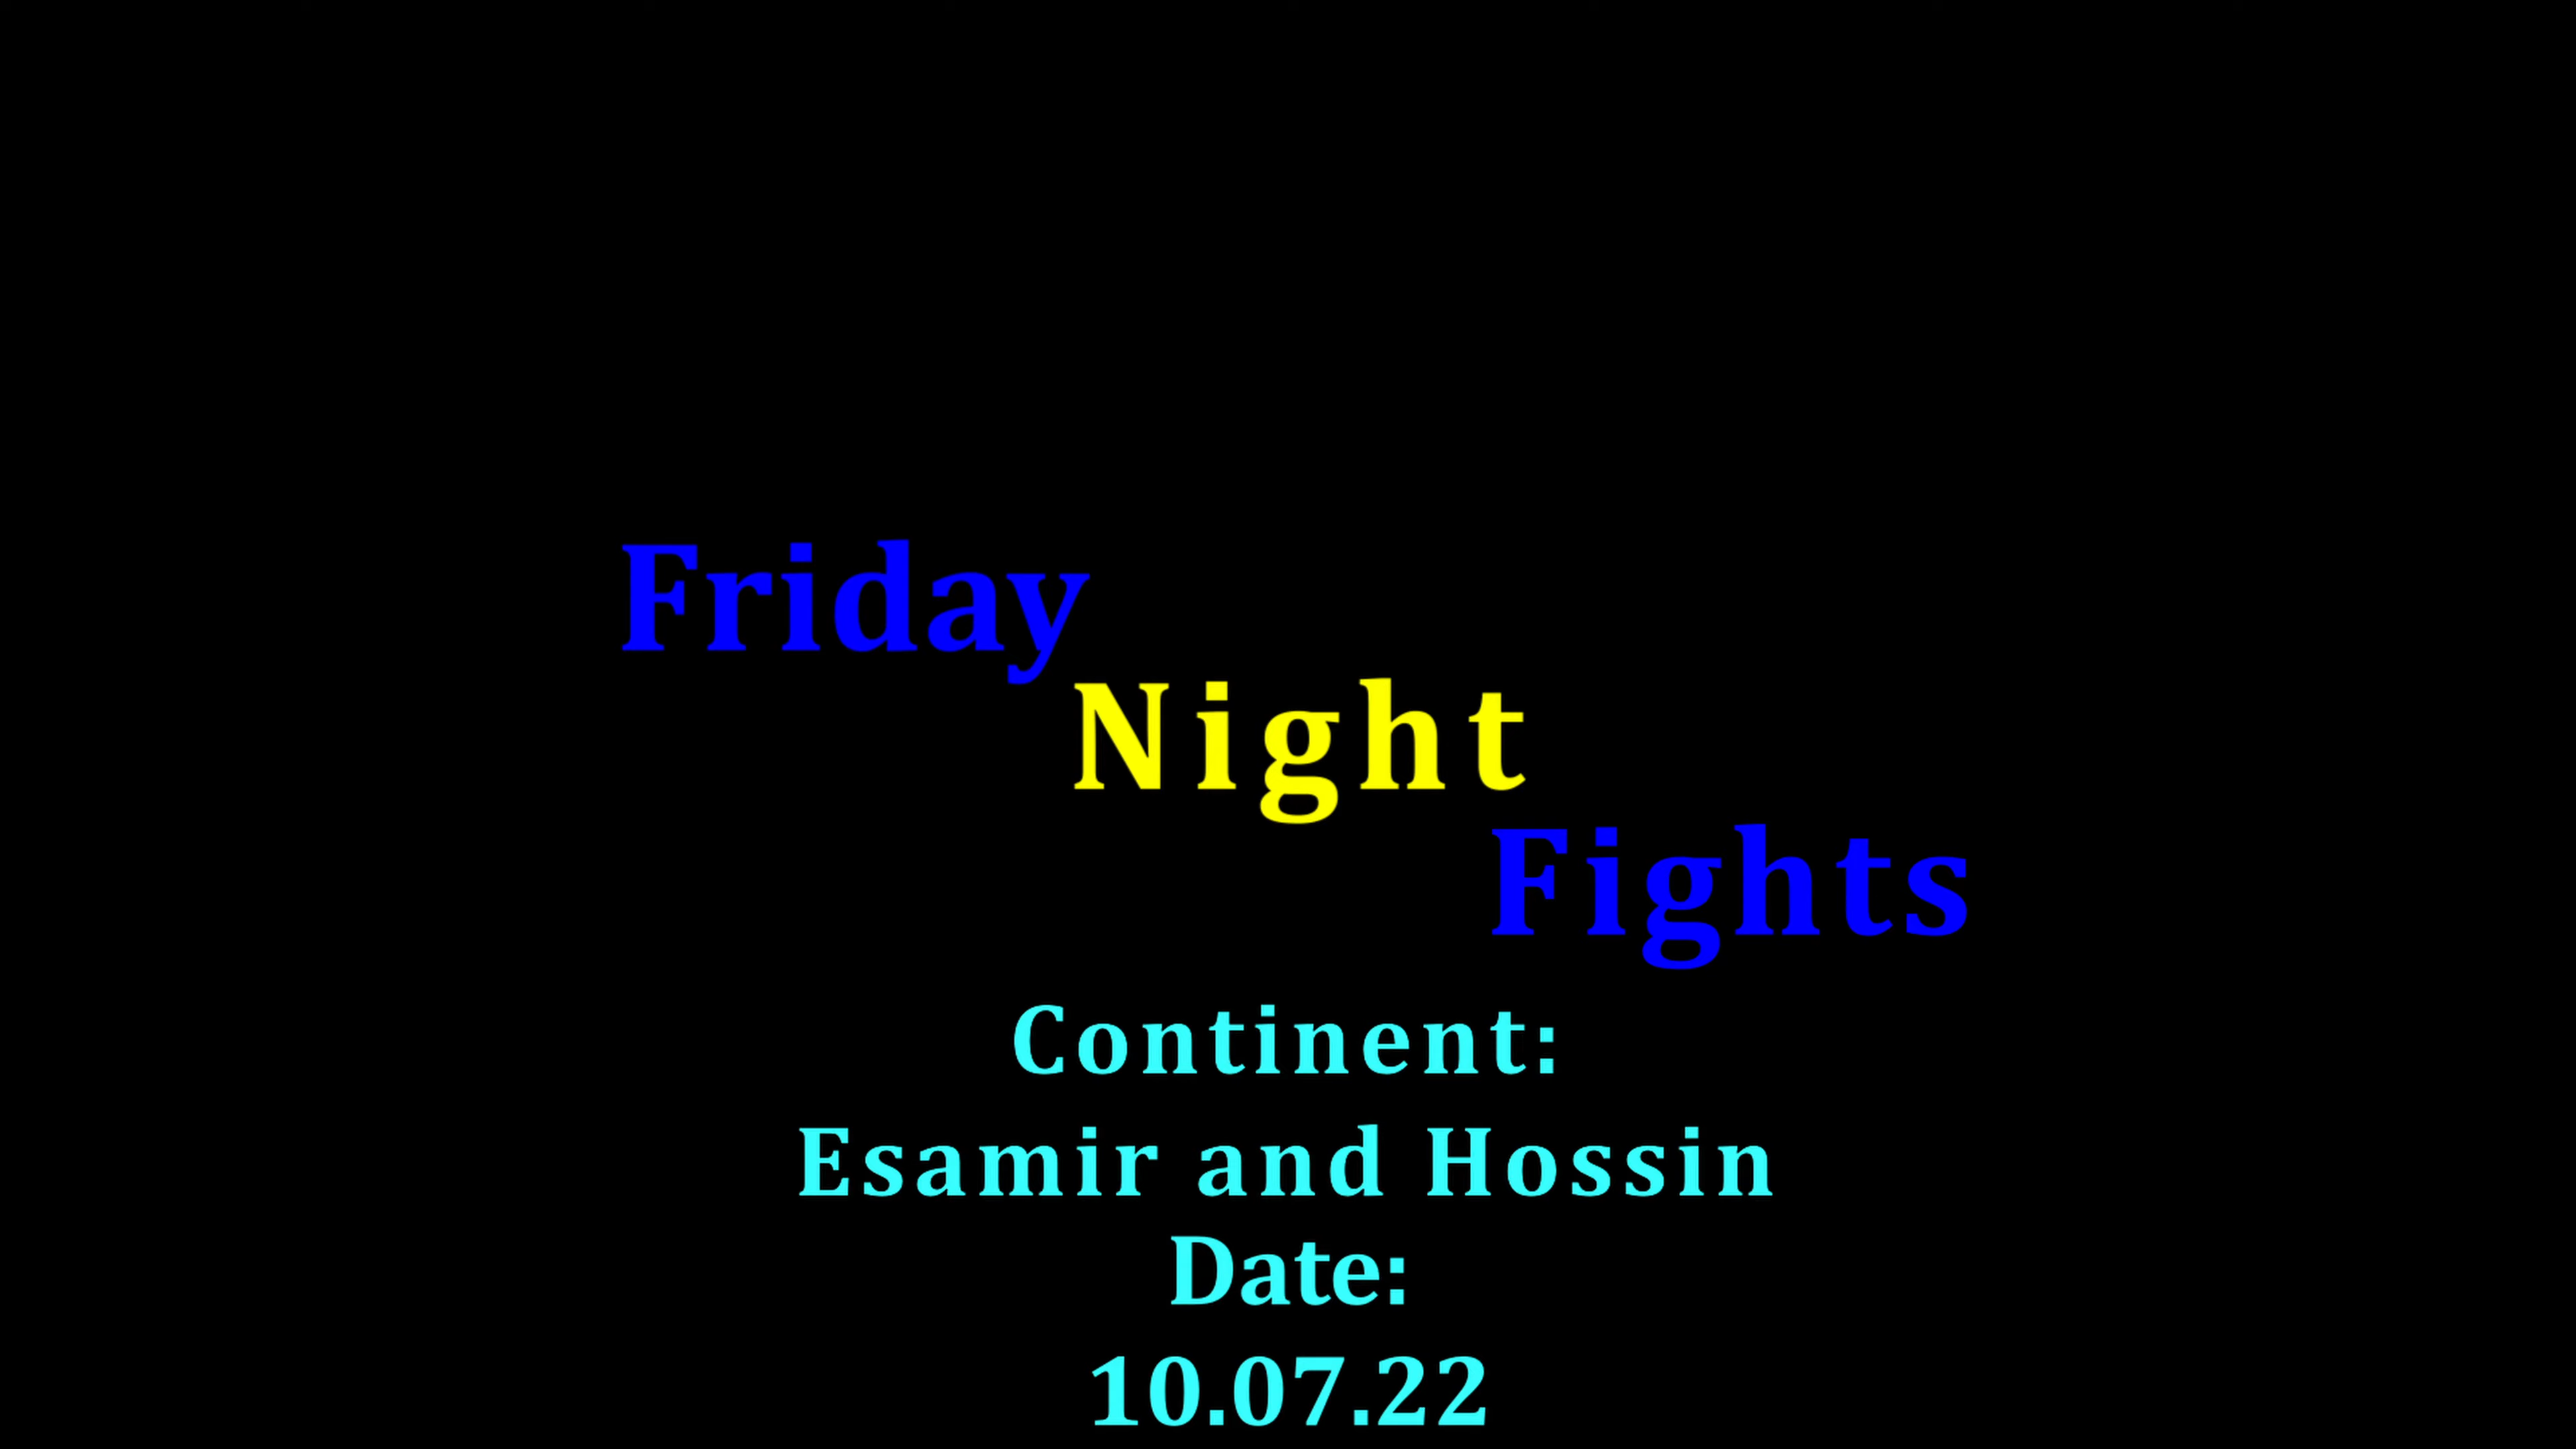 Friday
Night
Fights
Continent:
Esamir and Hossin
Date:
10.07.22